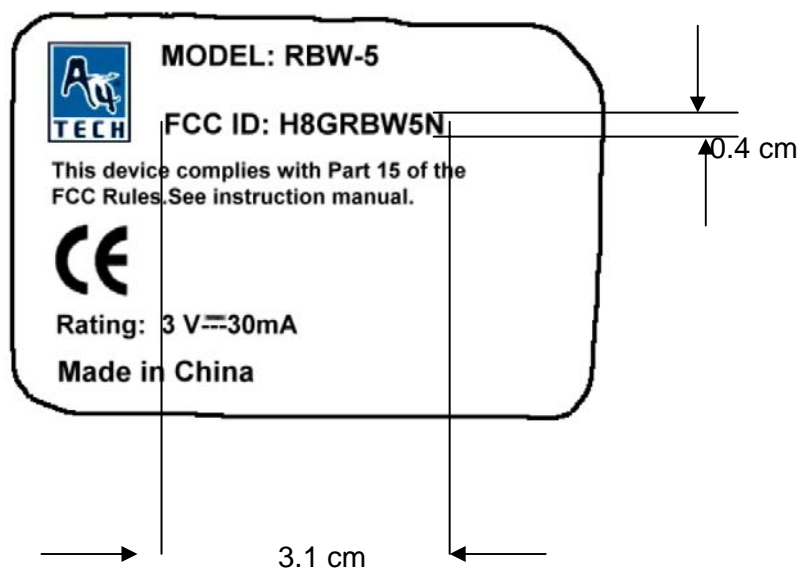 A4
TECH
MODEL: RBW-5
FCC ID: H8GRBW5N
0.4 cm
This device complies with Part 15 of the
FCC Rules.See instruction manual.
CE
Rating: 3 V⎓30mA
Made in China
3.1 cm